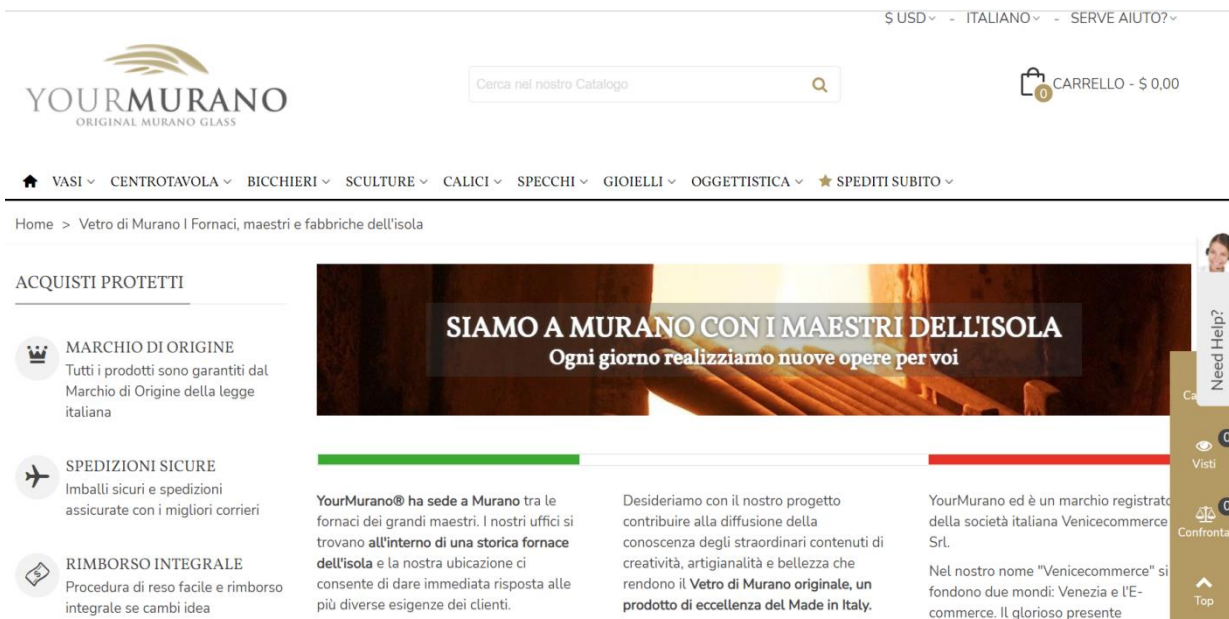 $ USD - ITALIANO - SERVE AIUTO?
YOURMURANO
ORIGINAL MURANO GLASS
Cerca nel nostro Catalogo
0
CARRELLO - $ 0,00
VASI CENTROTAVOLA BICCHIERI SCULTURE CALICI SPECCHI GIOIELLI OGGETTISTICA SPEDITI SUBITO
Home > Vetro di Murano I Fornaci, maestri e fabbriche dell'isola
ACQUISTI PROTETTI
MARCHIO DI ORIGINE
Tutti i prodotti sono garantiti dal
Marchio di Origine della legge
italiana
SPEDIZIONI SICURE
Imballi sicuri e spedizioni
assicurate con i migliori corrieri
RIMBORSO INTEGRALE
Procedura di reso facile e rimborso
integrale se cambi idea
SIAMO A MURANO CON I MAESTRI DELL'ISOLA
Ogni giorno realizziamo nuove opere per voi
YourMurano® ha sede a Murano tra le
fornaci dei grandi maestri. I nostri uffici si
trovano all'interno di una storica fornace
dell'isola e la nostra ubicazione ci
consente di dare immediata risposta alle
più diverse esigenze dei clienti.
Desideriamo con il nostro progetto
contribuire alla diffusione della
conoscenza degli straordinari contenuti di
creatività, artigianalità e bellezza che
rendono il Vetro di Murano originale, un
prodotto di eccellenza del Made in Italy.
YourMurano ed è un marchio registrato
della società italiana Venicecommerce
Srl.
Nel nostro nome "Venicecommerce" si
fondono due mondi: Venezia e l'E-
commerce. Il glorioso presente
Need Help?
Ca
0
Visti
0
Confronta
Top